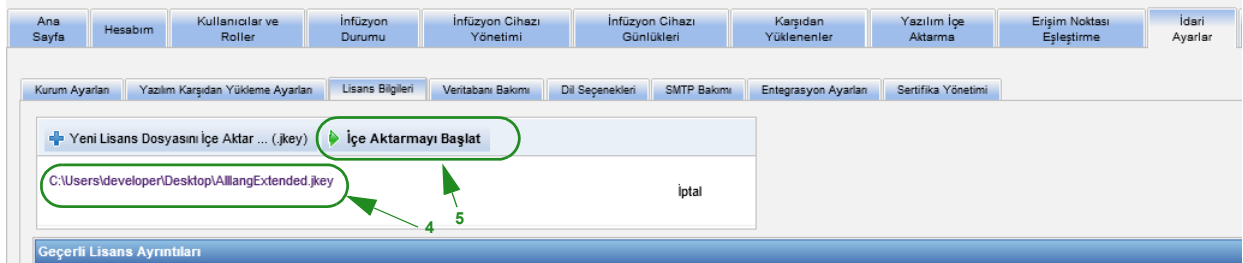 Ana Sayfa
Hesabım
Kullanıcılar ve Roller
İnfüzyon Durumu
İnfüzyon Cihazı Yönetimi
İnfüzyon Cihazı Günlükleri
Karşıdan Yüklenenler
Yazılım İçe Aktarma
Erişim Noktası Eşleştirme
İdari Ayarlar
Kurum Ayarları
Yazılım Karşıdan Yükleme Ayarları
Lisans Bilgileri
Veritabanı Bakımı
Dil Seçenekleri
SMTP Bakımı
Entegrasyon Ayarları
Sertifika Yönetimi
Yeni Lisans Dosyasını İçe Aktar ... (.jkey)
İçe Aktarmayı Başlat
C:\Users\developer\Desktop\AlllangExtended.jkey
İptal
4
5
Geçerli Lisans Ayrıntıları